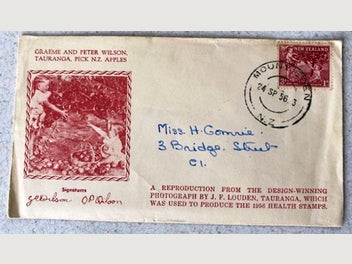 GRAEME AND PETER WILSON,
TAURANGA, PICK N.Z. APPLES
NEW ZEALAND
24 SP 56. 3
N.Z
Miss H. Gomrie
3 Bridge Street
C1.
Signatures
A REPRODUCTION FROM THE DESIGN-WINNING
PHOTOGRAPH BY J. F. LOUDEN, TAURANGA, WHICH
WAS USED TO PRODUCE THE 1956 HEALTH STAMPS.